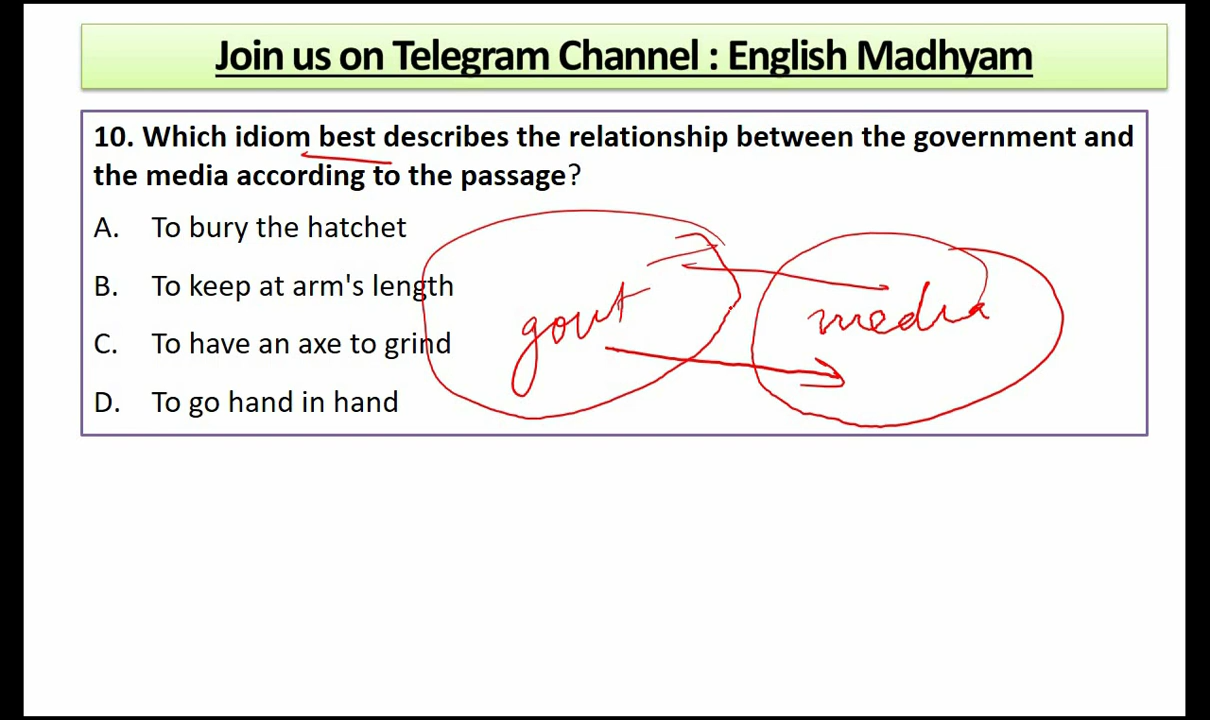 Join us on Telegram Channel : English Madhyam
10. Which idiom best describes the relationship between the government and
the media according to the passage?
A. To bury the hatchet
B. To keep at arm's length
C. To have an axe to grind
D. To go hand in hand
govt
media